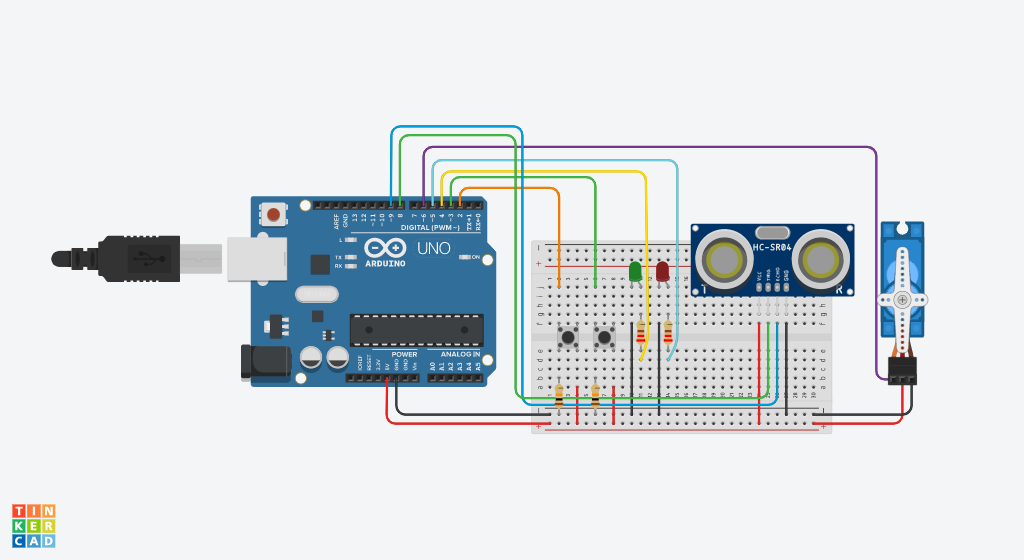 AREF
GND
13
12
~11
~10
~9
8
7
~6
~5
4
~3
2
TX→1
RX←0
DIGITAL (PWM~)
L
TX
RX
UNO
ARDUINO
ON
POWER
ANALOG IN
IOREF
RESET
3.3V
5V
GND
GND
Vin
A0
A1
A2
A3
A4
A5
HC-SR04
T
R
VCC
TRIG
ECHO
GND
TIN
KER
CAD